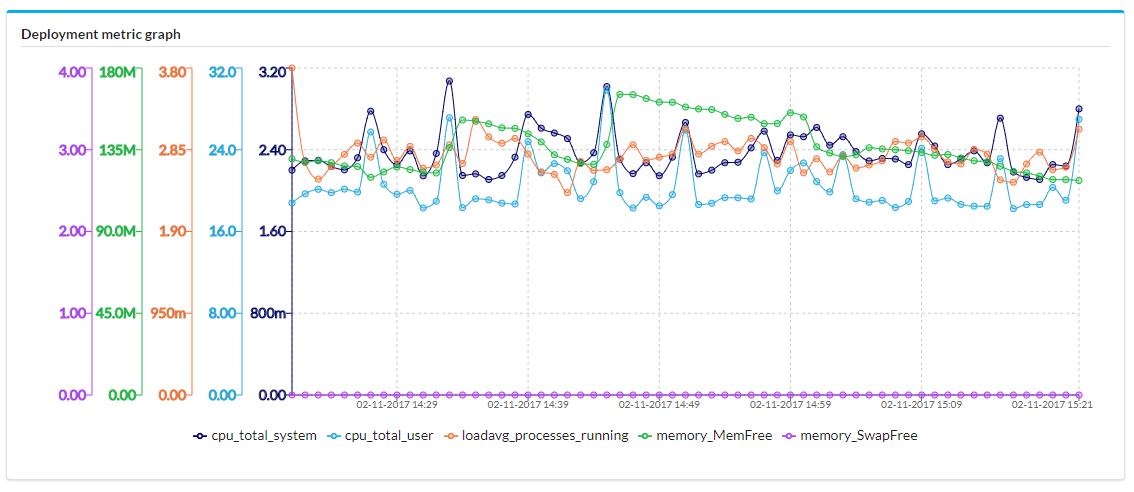 Deployment metric graph
4.00 180M 3.80 32.0 3.20
3.00 135M 2.85 24.0 2.40
2.00 90.0M 1.90 16.0 1.60
1.00 45.0M 950m 8.00 800m
0.00 0.00 0.00 0.00 0.00
02-11-2017 14:29 02-11-2017 14:39 02-11-2017 14:49 02-11-2017 14:59 02-11-2017 15:09 02-11-2017 15:21
cpu_total_system cpu_total_user loadavg_processes_running memory_MemFree memory_SwapFree